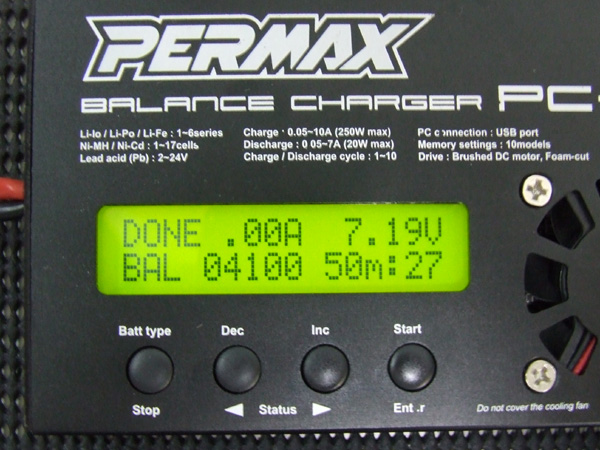 PERMAX
BALANCE CHARGER PC-
Li-Io / Li-Po / Li-Fe : 1~6series
Ni-MH / Ni-Cd : 1~17cells
Lead acid (Pb) : 2~24V
Charge : 0.05~10A (250W max)
Discharge : 0 05~7A (20W max)
Charge / Discharge cycle : 1~10
PC connection : USB port
Memory settings : 10models
Drive : Brushed DC motor, Foam-cut
DONE .00A 7.19V
BAL 04100 50m:27
Batt type Dec Inc Start
Stop ◀ Status ▶ Ent .r
Do not cover the cooling fan